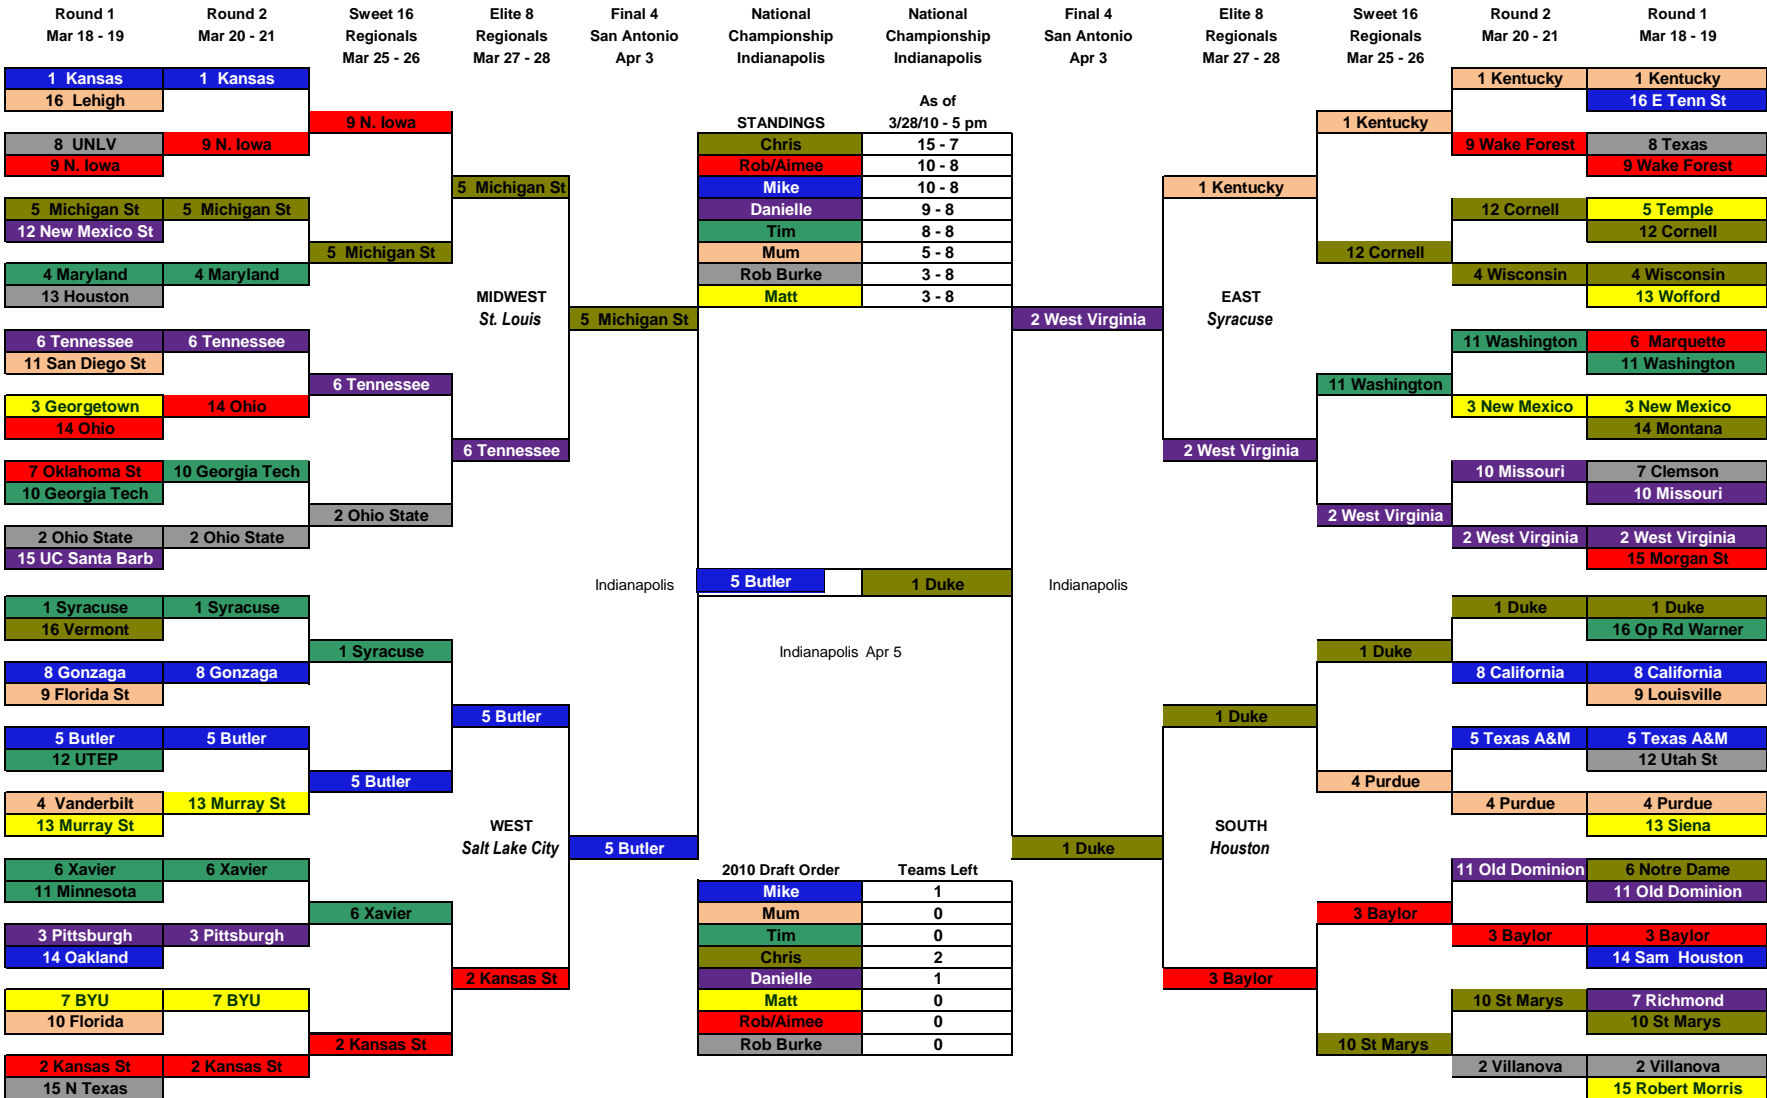 Round 1 Round 2 Sweet 16 Elite 8 Final 4 National National Final 4 Elite 8 Sweet 16 Round 2 Round 1
Mar 18 - 19 Mar 20 - 21 Regionals Regionals San Antonio Championship Championship San Antonio Regionals Regionals Mar 20 - 21 Mar 18 - 19
Mar 25 - 26 Mar 27 - 28 Apr 3 Indianapolis Indianapolis Apr 3 Mar 27 - 28 Mar 25 - 26
1 Kansas 1 Kansas 1 Kentucky 1 Kentucky
16 Lehigh As of 16 E Tenn St
9 N. Iowa STANDINGS 3/28/10 - 5 pm 1 Kentucky
8 UNLV 9 N. Iowa Chris 15 - 7 9 Wake Forest 8 Texas
9 N. Iowa Rob/Aimee 10 - 8 9 Wake Forest
5 Michigan St Mike 10 - 8 1 Kentucky
5 Michigan St 5 Michigan St Danielle 9 - 8 12 Cornell 5 Temple
12 New Mexico St Tim 8 - 8 12 Cornell
5 Michigan St Mum 5 - 8 12 Cornell
4 Maryland 4 Maryland Rob Burke 3 - 8 4 Wisconsin 4 Wisconsin
13 Houston MIDWEST Matt 3 - 8 EAST 13 Wofford
St. Louis 5 Michigan St 2 West Virginia Syracuse
6 Tennessee 6 Tennessee 11 Washington 6 Marquette
11 San Diego St 11 Washington
6 Tennessee 11 Washington
3 Georgetown 14 Ohio 3 New Mexico 3 New Mexico
14 Ohio 14 Montana
6 Tennessee 2 West Virginia
7 Oklahoma St 10 Georgia Tech 10 Missouri 7 Clemson
10 Georgia Tech 10 Missouri
2 Ohio State 2 West Virginia
2 Ohio State 2 Ohio State 2 West Virginia 2 West Virginia
15 UC Santa Barb 15 Morgan St
Indianapolis 5 Butler 1 Duke Indianapolis
1 Syracuse 1 Syracuse 1 Duke 1 Duke
16 Vermont 16 Op Rd Warner
1 Syracuse Indianapolis Apr 5 1 Duke
8 Gonzaga 8 Gonzaga 8 California 8 California
9 Florida St 9 Louisville
5 Butler 1 Duke
5 Butler 5 Butler 5 Texas A&M 5 Texas A&M
12 UTEP 12 Utah St
5 Butler 4 Purdue
4 Vanderbilt 13 Murray St 4 Purdue 4 Purdue
13 Murray St WEST SOUTH 13 Siena
Salt Lake City 5 Butler 1 Duke Houston
6 Xavier 6 Xavier 2010 Draft Order Teams Left 11 Old Dominion 6 Notre Dame
11 Minnesota Mike 1 11 Old Dominion
6 Xavier Mum 0 3 Baylor
3 Pittsburgh 3 Pittsburgh Tim 0 3 Baylor 3 Baylor
14 Oakland Chris 2 14 Sam Houston
2 Kansas St Danielle 1 3 Baylor
7 BYU 7 BYU Matt 0 10 St Marys 7 Richmond
10 Florida Rob/Aimee 0 10 St Marys
2 Kansas St Rob Burke 0 10 St Marys
2 Kansas St 2 Kansas St 2 Villanova 2 Villanova
15 N Texas 15 Robert Morris